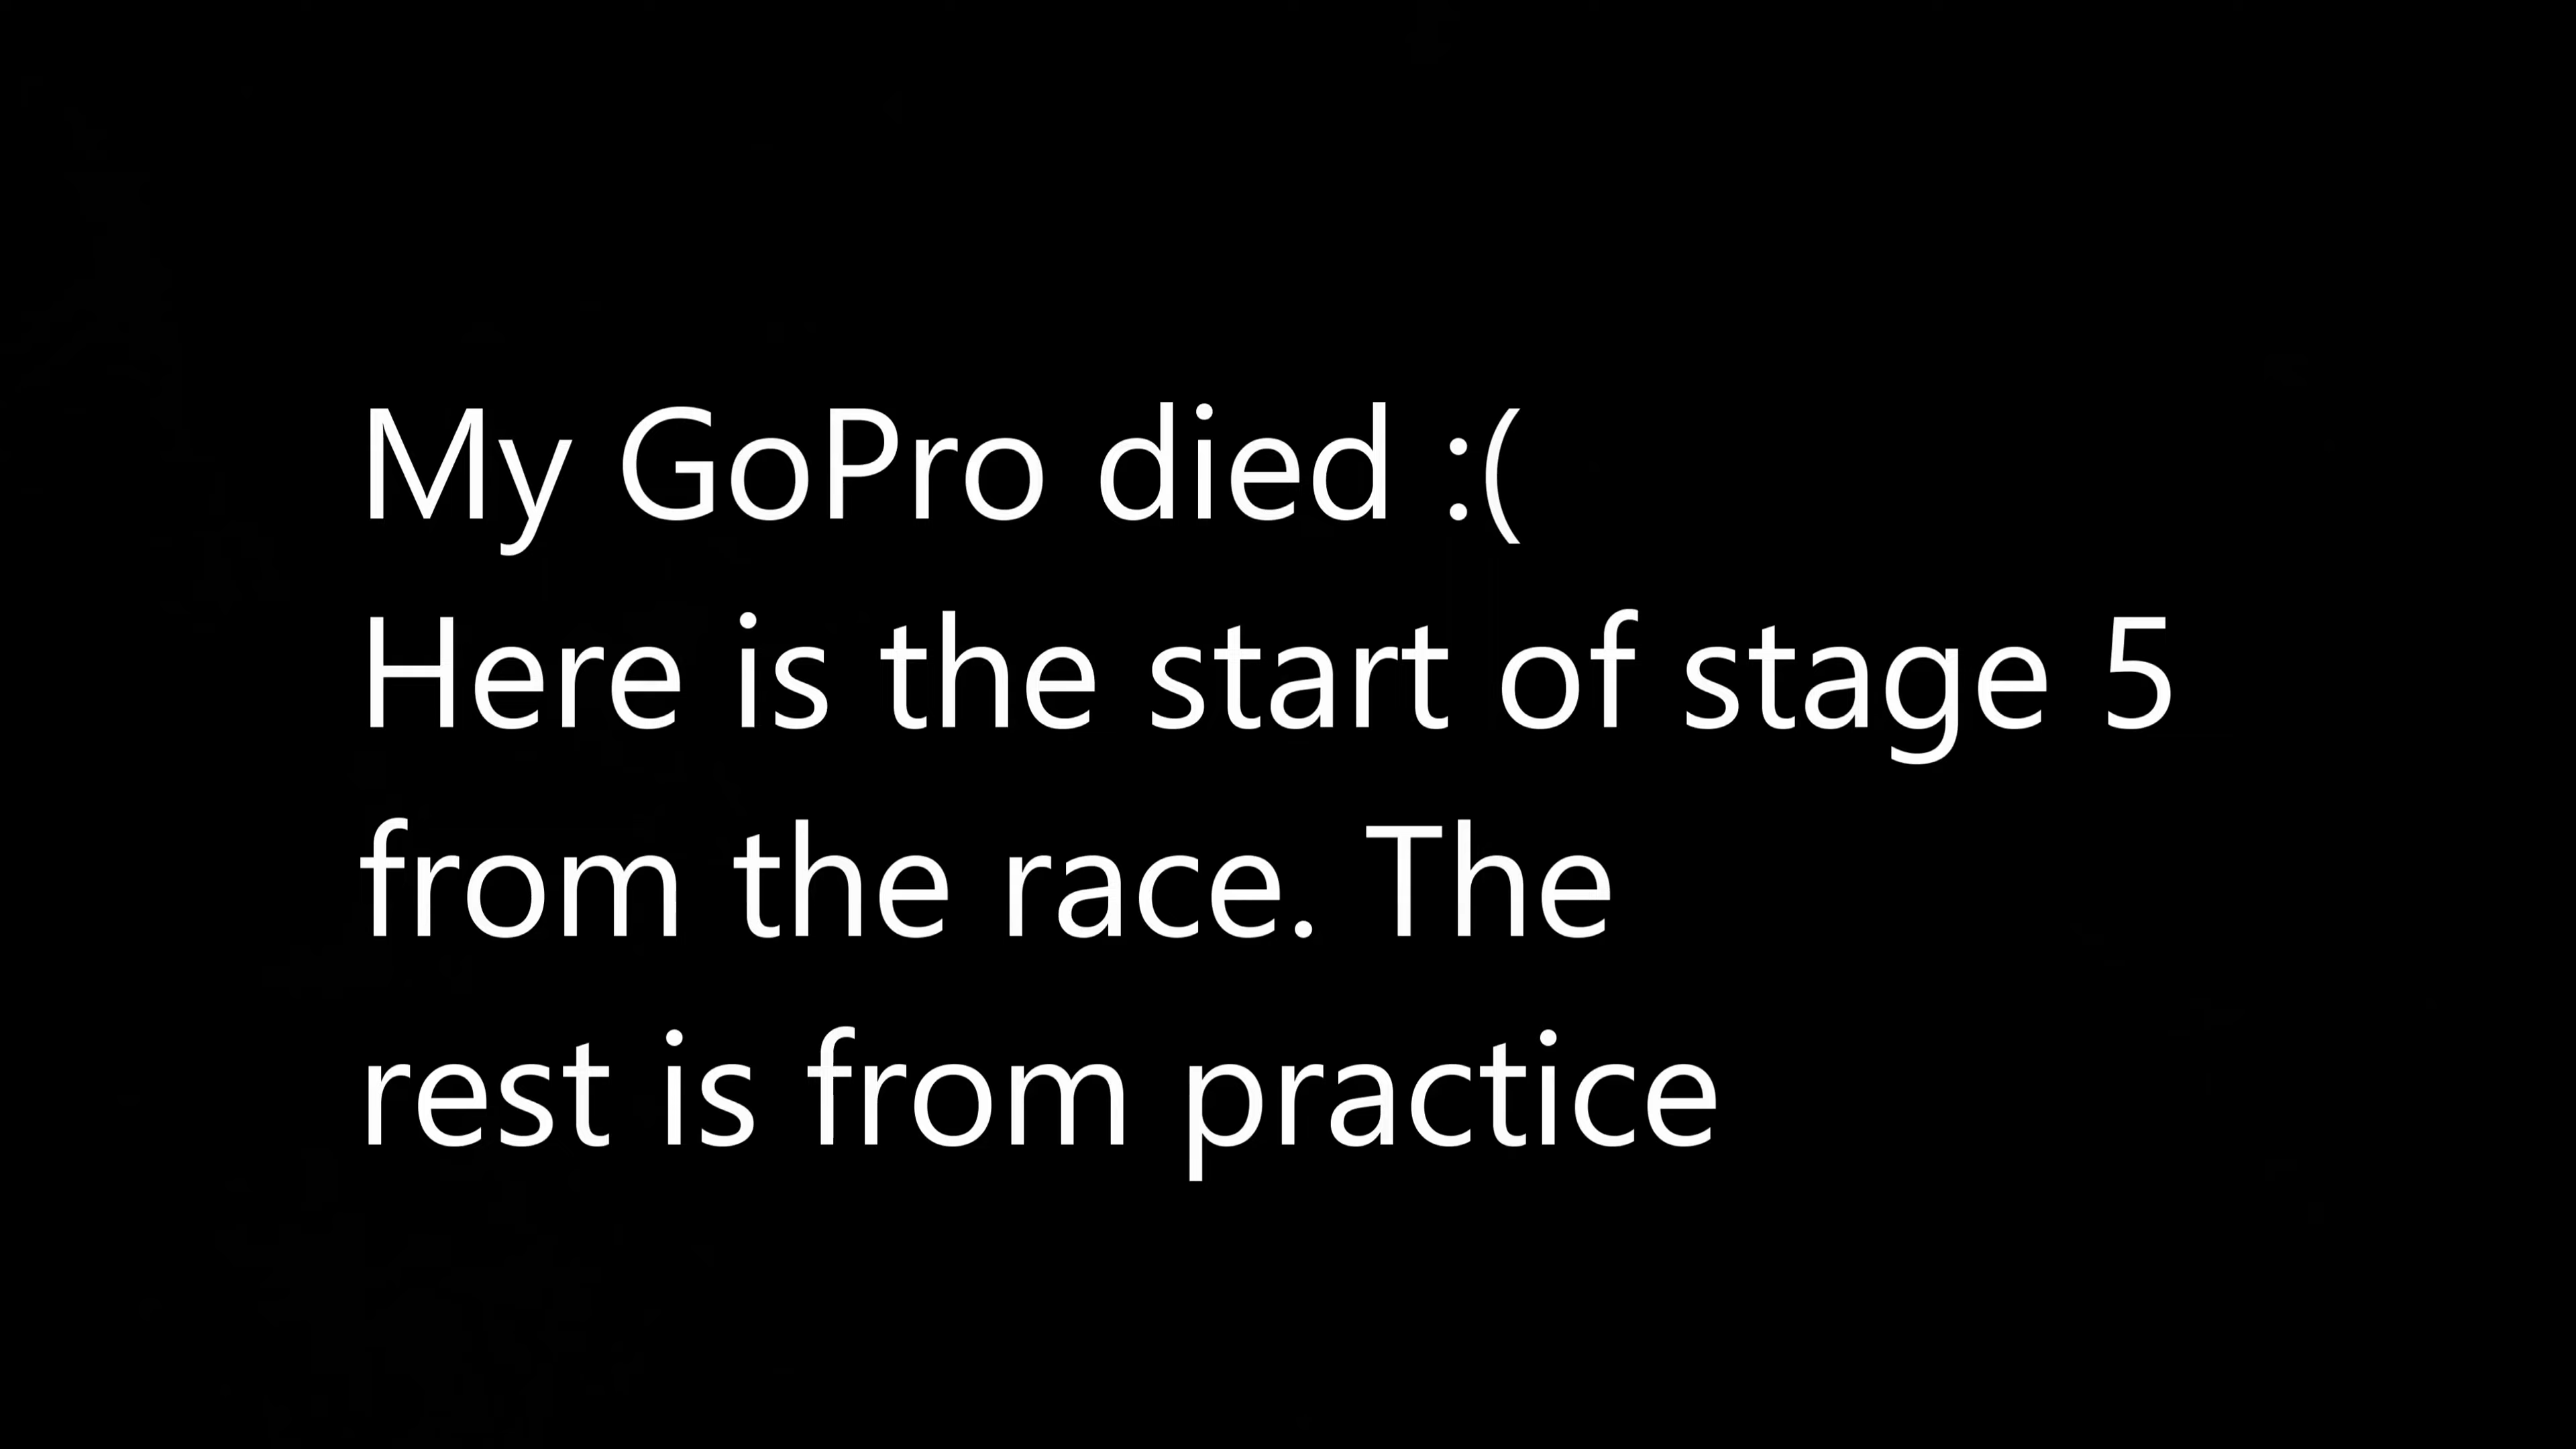 My GoPro died :(
Here is the start of stage 5
from the race. The
rest is from practice